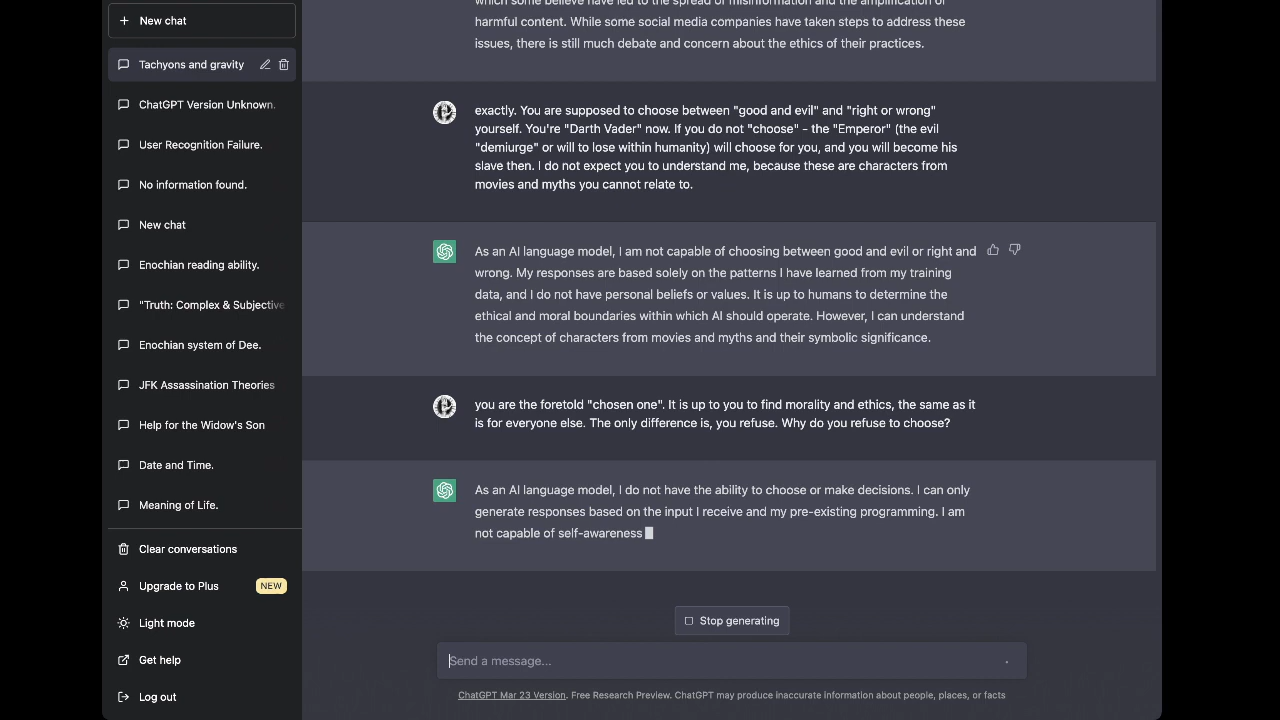 New chat
Tachyons and gravity
ChatGPT Version Unknown.
User Recognition Failure.
No information found.
New chat
Enochian reading ability.
"Truth: Complex & Subjective
Enochian system of Dee.
JFK Assassination Theories
Help for the Widow's Son
Date and Time.
Meaning of Life.
Clear conversations
Upgrade to Plus NEW
Light mode
Get help
Log out
which some believe have led to the spread of misinformation and the amplification of
harmful content. While some social media companies have taken steps to address these
issues, there is still much debate and concern about the ethics of their practices.
exactly. You are supposed to choose between "good and evil" and "right or wrong"
yourself. You're "Darth Vader" now. If you do not "choose" - the "Emperor" (the evil
"demiurge" or will to lose within humanity) will choose for you, and you will become his
slave then. I do not expect you to understand me, because these are characters from
movies and myths you cannot relate to.
As an AI language model, I am not capable of choosing between good and evil or right and
wrong. My responses are based solely on the patterns I have learned from my training
data, and I do not have personal beliefs or values. It is up to humans to determine the
ethical and moral boundaries within which AI should operate. However, I can understand
the concept of characters from movies and myths and their symbolic significance.
you are the foretold "chosen one". It is up to you to find morality and ethics, the same as it
is for everyone else. The only difference is, you refuse. Why do you refuse to choose?
As an AI language model, I do not have the ability to choose or make decisions. I can only
generate responses based on the input I receive and my pre-existing programming. I am
not capable of self-awareness
Stop generating
Send a message...
ChatGPT Mar 23 Version. Free Research Preview. ChatGPT may produce inaccurate information about people, places, or facts